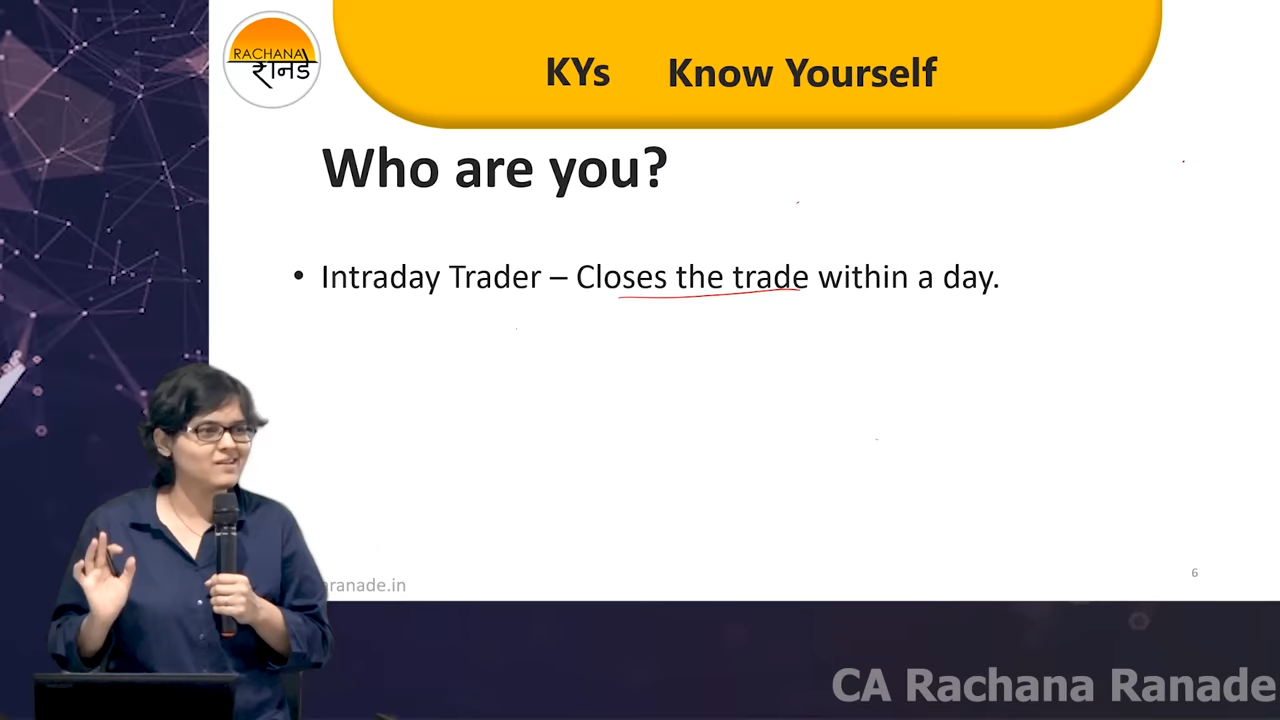 RACHANA
रानडे
KYs Know Yourself
Who are you?
• Intraday Trader – Closes the trade within a day.
aranade.in
6
CA Rachana Ranade